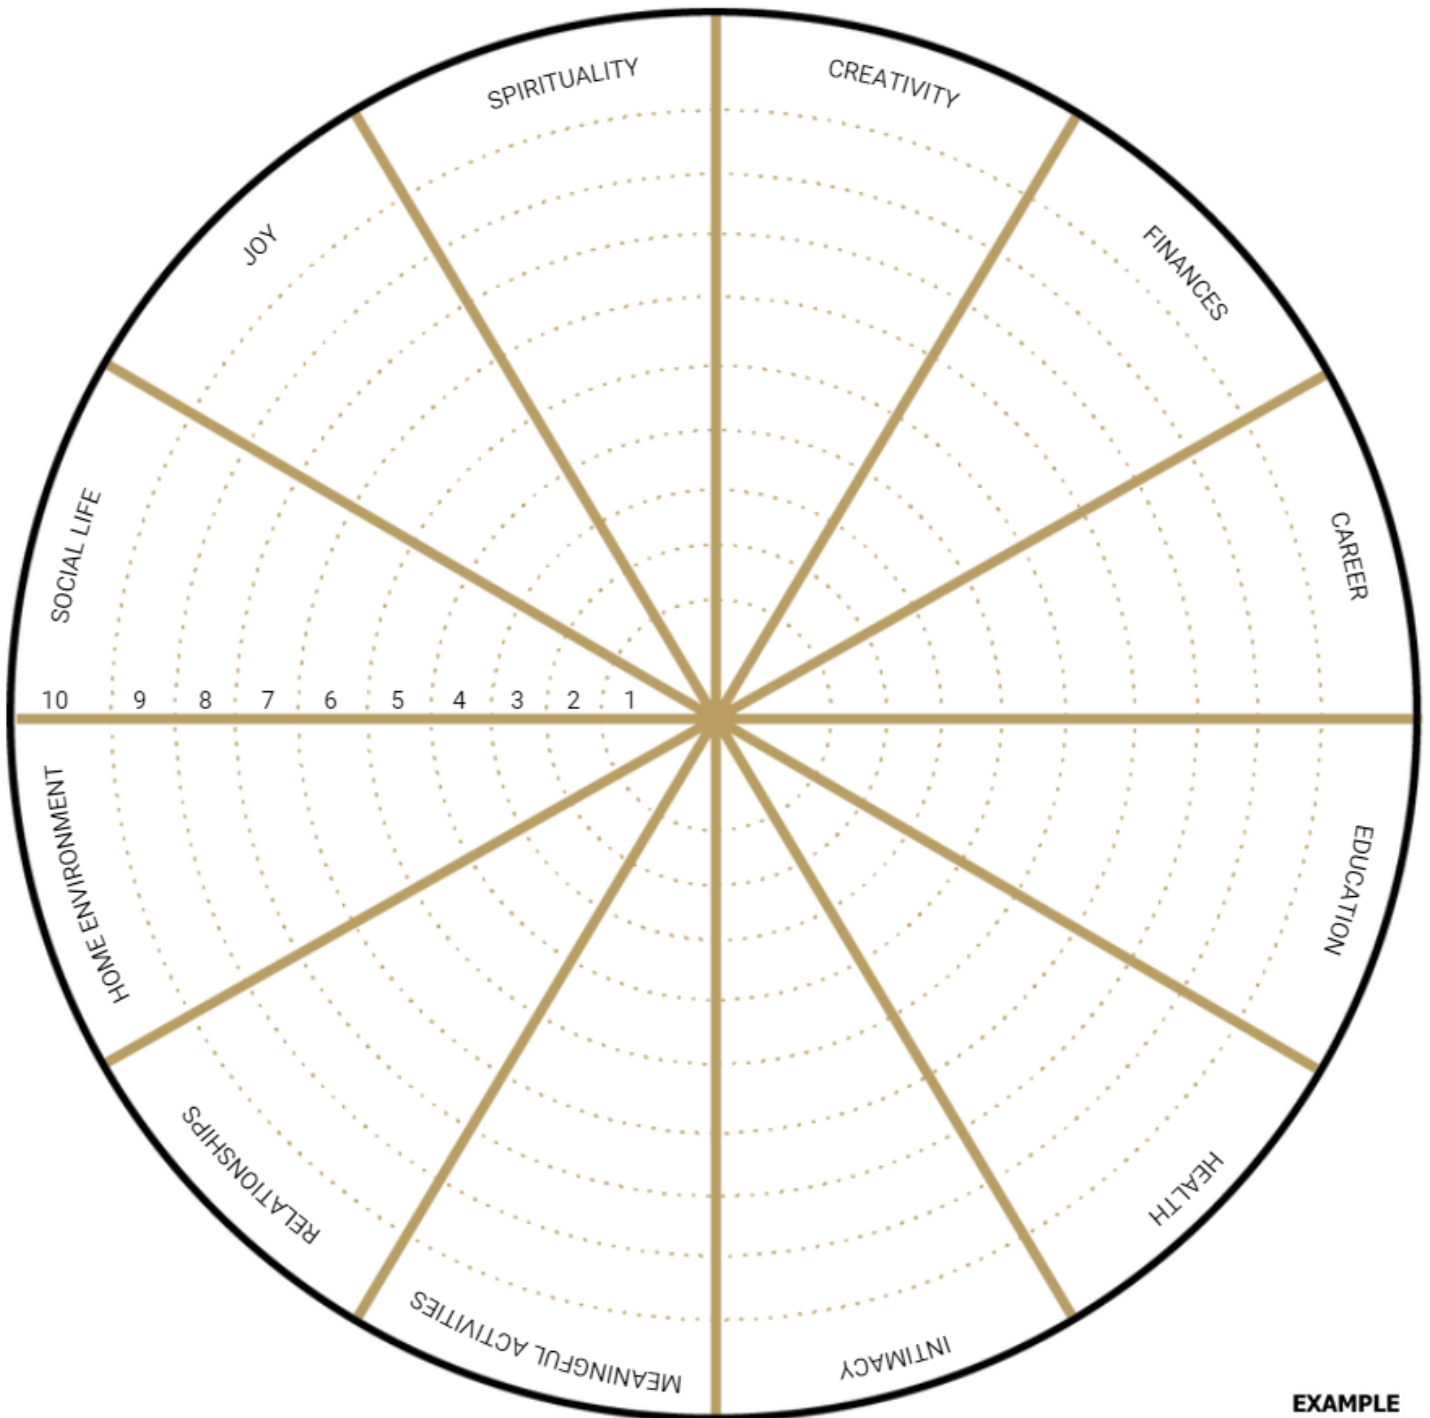 SPIRITUALITY
CREATIVITY
JOY
FINANCES
SOCIAL LIFE
CAREER
10 9 8 7 6 5 4 3 2 1
HOME ENVIRONMENT
EDUCATION
RELATIONSHIPS
HEALTH
MEANINGFUL ACTIVITIES
INTIMACY
EXAMPLE